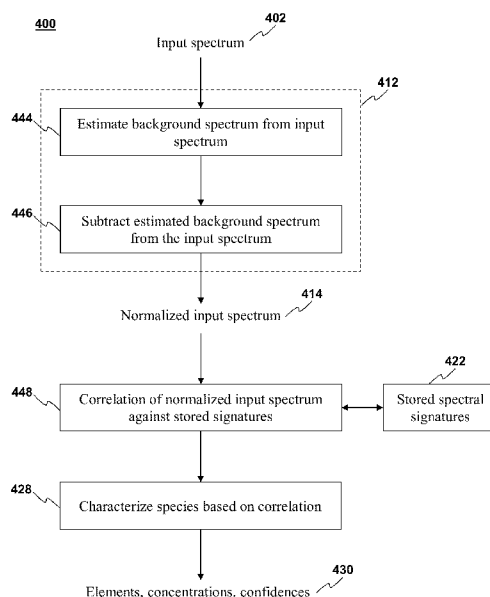 400
Input spectrum
402
412
444
Estimate background spectrum from input
spectrum
446
Subtract estimated background spectrum
from the input spectrum
Normalized input spectrum
414
422
448
Correlation of normalized input spectrum
against stored signatures
Stored spectral
signatures
428
Characterize species based on correlation
430
Elements, concentrations, confidences